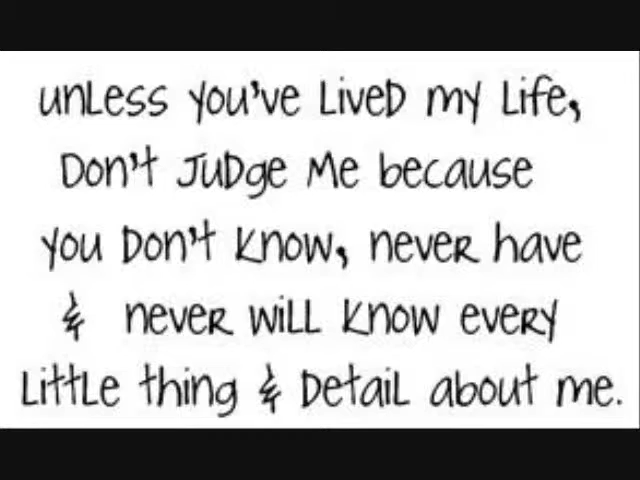 unLess you've LiveD my Life,
Don't JuDge Me because
you Don't Know, never have
& never wiLL Know every
LittLe thing & DetaiL about me.